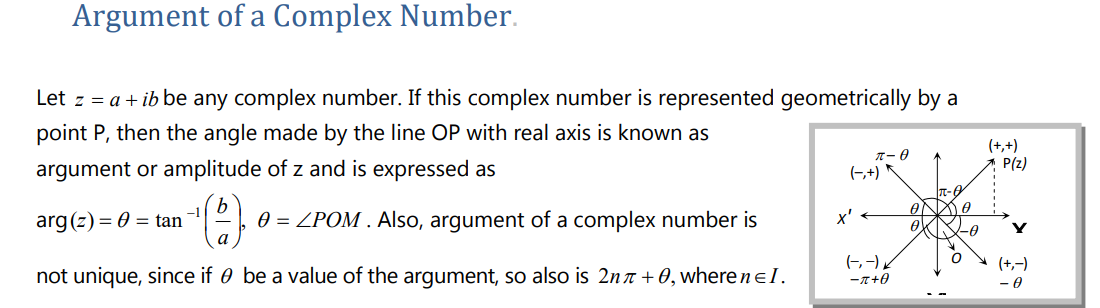 Argument of a Complex Number.
Let z = a + ib be any complex number. If this complex number is represented geometrically by a
point P, then the angle made by the line OP with real axis is known as
argument or amplitude of z and is expressed as
arg(z) = θ = tan⁻¹(b/a), θ = ∠POM. Also, argument of a complex number is
not unique, since if θ be a value of the argument, so also is 2nπ + θ, where n ∈ I.
π− θ
(−,+)
(+,+)
P(z)
π-θ
θ
θ
X'
θ
−θ
O
(−,−)
−π+θ
(+,−)
− θ